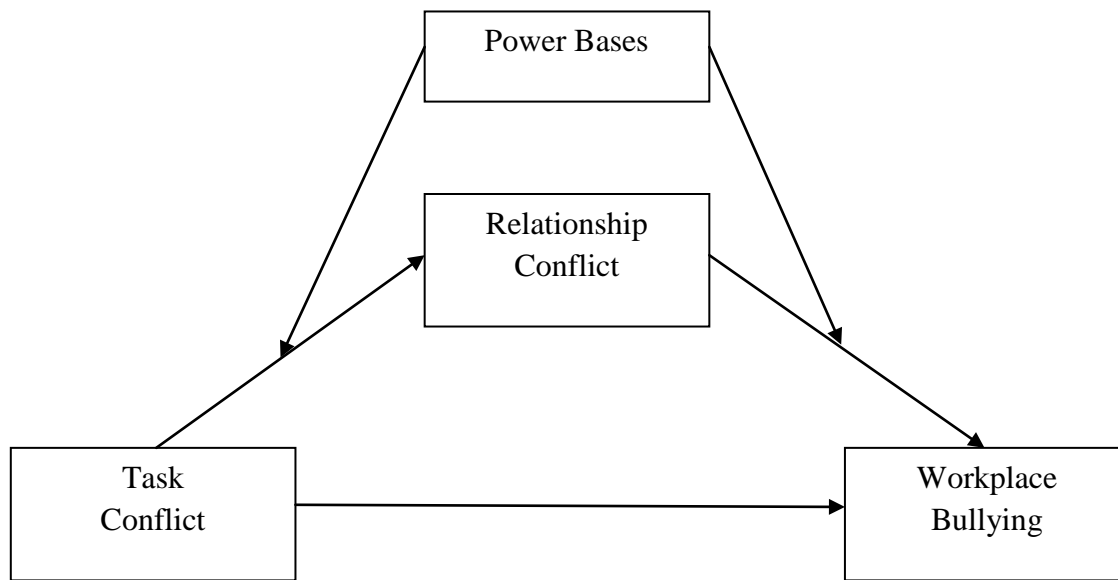 Power Bases
Relationship
Conflict
Task
Conflict
Workplace
Bullying